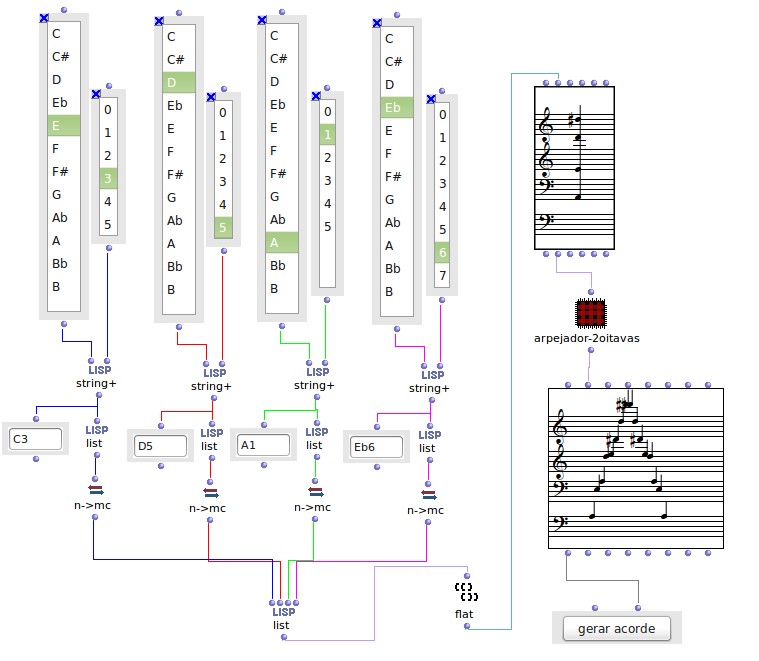 C
C#
D
Eb
E
F
F#
G
Ab
A
Bb
B
0
1
2
3
4
5
C
C#
D
Eb
E
F
F#
G
Ab
A
Bb
B
0
1
2
3
4
5
C
C#
D
Eb
E
F
F#
G
Ab
A
Bb
B
0
1
2
3
4
5
C
C#
D
Eb
E
F
F#
G
Ab
A
Bb
B
0
1
2
3
4
5
6
7
LISP
string+
LISP
string+
LISP
string+
LISP
string+
C3
LISP
list
n->mc
D5
LISP
list
n->mc
A1
LISP
list
n->mc
Eb6
LISP
list
n->mc
LISP
list
flat
arpejador-2oitavas
gerar acorde